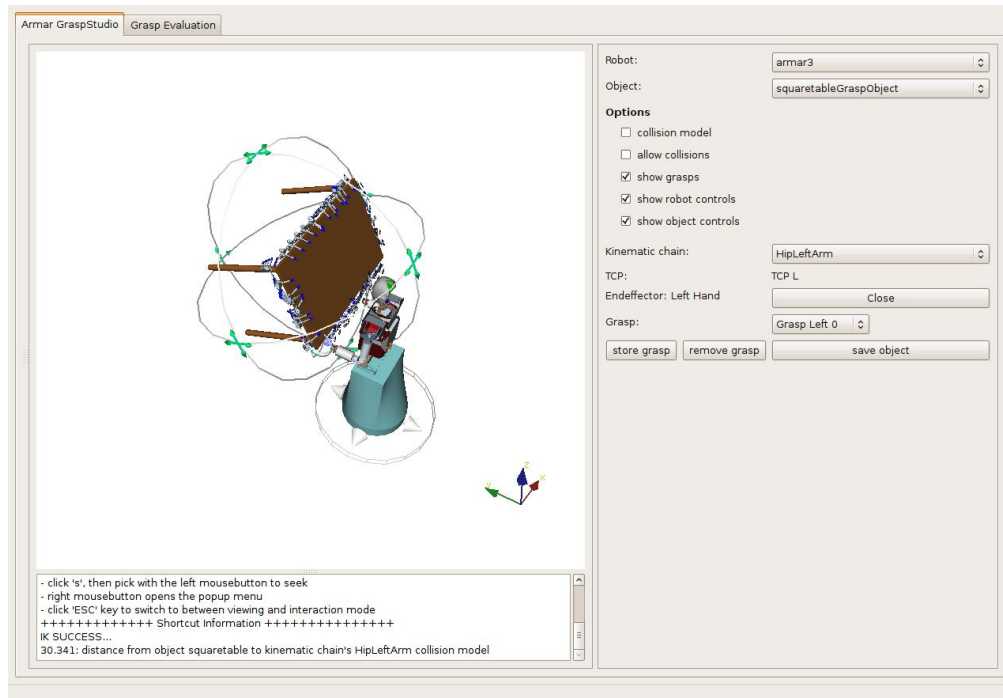 Armar GraspStudio Grasp Evaluation
Robot: armar3
Object: squaretableGraspObject
Options
collision model
allow collisions
show grasps
show robot controls
show object controls
Kinematic chain: HipLeftArm
TCP: TCP L
Endeffector: Left Hand Close
Grasp: Grasp Left 0
store grasp remove grasp save object
Z
X
Y
- click 's', then pick with the left mousebutton to seek
- right mousebutton opens the popup menu
- click 'ESC' key to switch to between viewing and interaction mode
+++++++++++++ Shortcut Information +++++++++++++++
IK SUCCESS...
30.341: distance from object squaretable to kinematic chain's HipLeftArm collision model